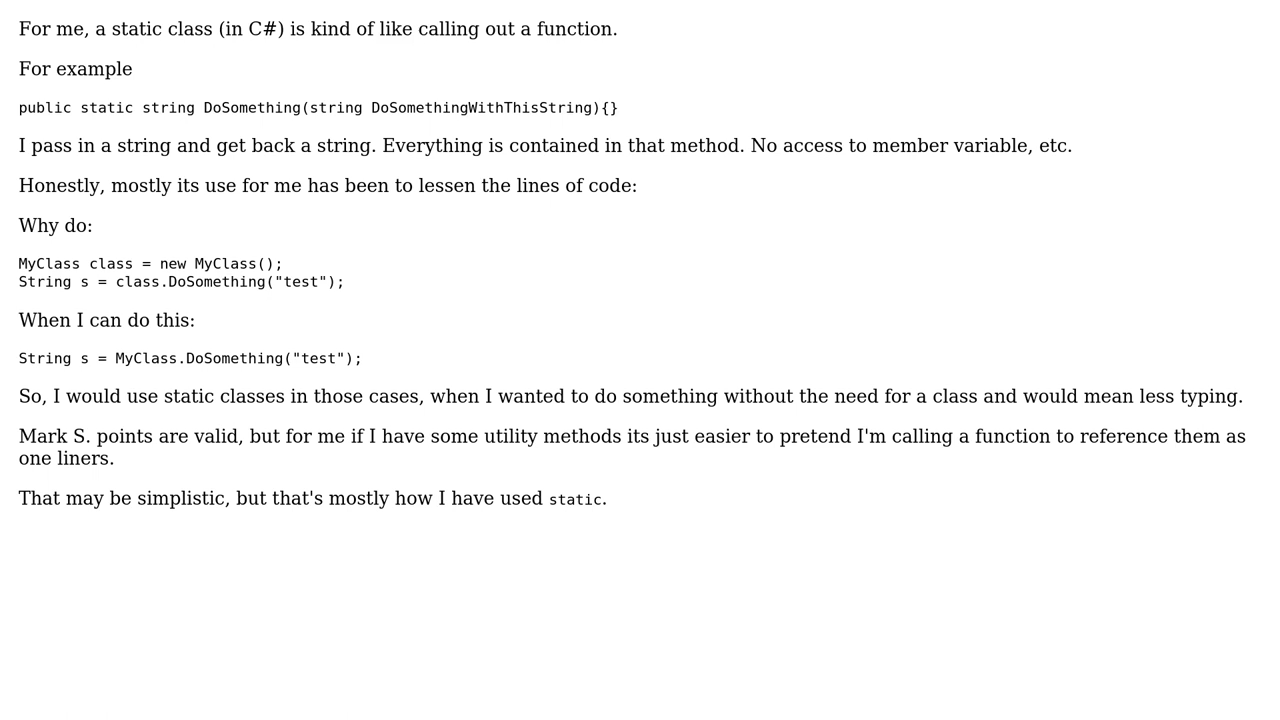 For me, a static class (in C#) is kind of like calling out a function.
For example
public static string DoSomething(string DoSomethingWithThisString){}
I pass in a string and get back a string. Everything is contained in that method. No access to member variable, etc.
Honestly, mostly its use for me has been to lessen the lines of code:
Why do:
MyClass class = new MyClass();
String s = class.DoSomething("test");
When I can do this:
String s = MyClass.DoSomething("test");
So, I would use static classes in those cases, when I wanted to do something without the need for a class and would mean less typing.
Mark S. points are valid, but for me if I have some utility methods its just easier to pretend I'm calling a function to reference them as
one liners.
That may be simplistic, but that's mostly how I have used static.